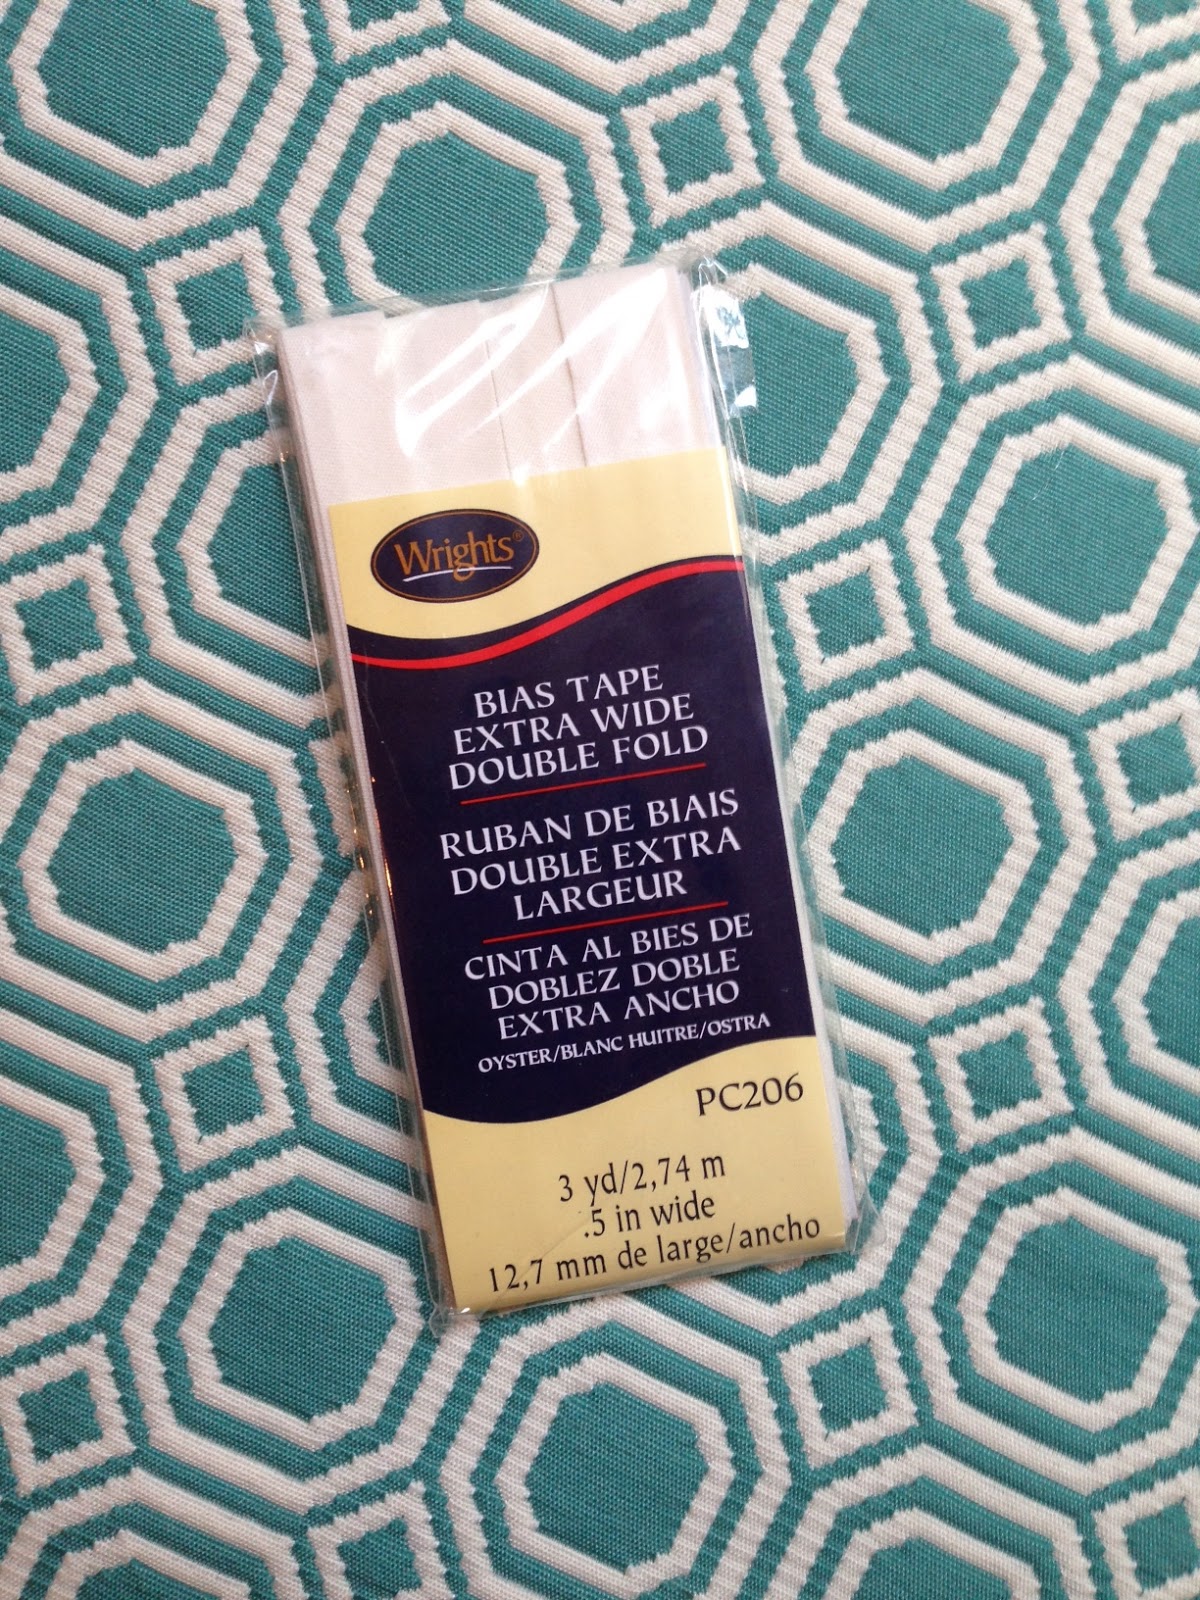 Wrights®
BIAS TAPE
EXTRA WIDE
DOUBLE FOLD
RUBAN DE BIAIS
DOUBLE EXTRA
LARGEUR
CINTA AL BIES DE
DOBLEZ DOBLE
EXTRA ANCHO
OYSTER/BLANC HUITRE/OSTRA
PC206
3 yd/2,74 m
.5 in wide
12,7 mm de large/ancho